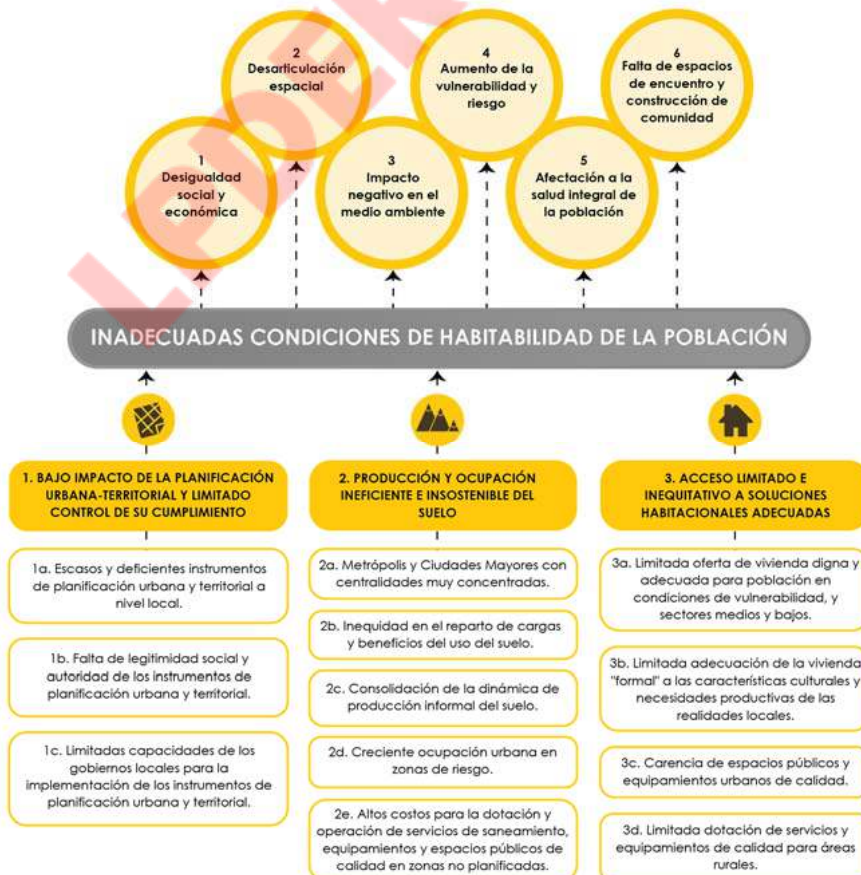 2
Desarticulación
espacial
4
Aumento de la
vulnerabilidad y
riesgo
6
Falta de espacios
de encuentro y
construcción de
comunidad
1
Desigualdad
social y
económica
3
Impacto
negativo en el
medio ambiente
5
Afectación a la
salud integral de
la población
INADECUADAS CONDICIONES DE HABITABILIDAD DE LA POBLACIÓN
1. BAJO IMPACTO DE LA PLANIFICACIÓN
URBANA-TERRITORIAL Y LIMITADO
CONTROL DE SU CUMPLIMIENTO
1a. Escasos y deficientes instrumentos
de planificación urbana y territorial a
nivel local.
1b. Falta de legitimidad social y
autoridad de los instrumentos de
planificación urbana y territorial.
1c. Limitadas capacidades de los
gobiernos locales para la
implementación de los instrumentos de
planificación urbana y territorial.
2. PRODUCCIÓN Y OCUPACIÓN
INEFICIENTE E INSOSTENIBLE DEL
SUELO
2a. Metrópolis y Ciudades Mayores con
centralidades muy concentradas.
2b. Inequidad en el reparto de cargas
y beneficios del uso del suelo.
2c. Consolidación de la dinámica de
producción informal del suelo.
2d. Creciente ocupación urbana en
zonas de riesgo.
2e. Altos costos para la dotación y
operación de servicios de saneamiento,
equipamientos y espacios públicos de
calidad en zonas no planificadas.
3. ACCESO LIMITADO E
INEQUITATIVO A SOLUCIONES
HABITACIONALES ADECUADAS
3a. Limitada oferta de vivienda digna y
adecuada para población en
condiciones de vulnerabilidad, y
sectores medios y bajos.
3b. Limitada adecuación de la vivienda
"formal" a las características culturales y
necesidades productivas de las
realidades locales.
3c. Carencia de espacios públicos y
equipamientos urbanos de calidad.
3d. Limitada dotación de servicios y
equipamientos de calidad para áreas
rurales.